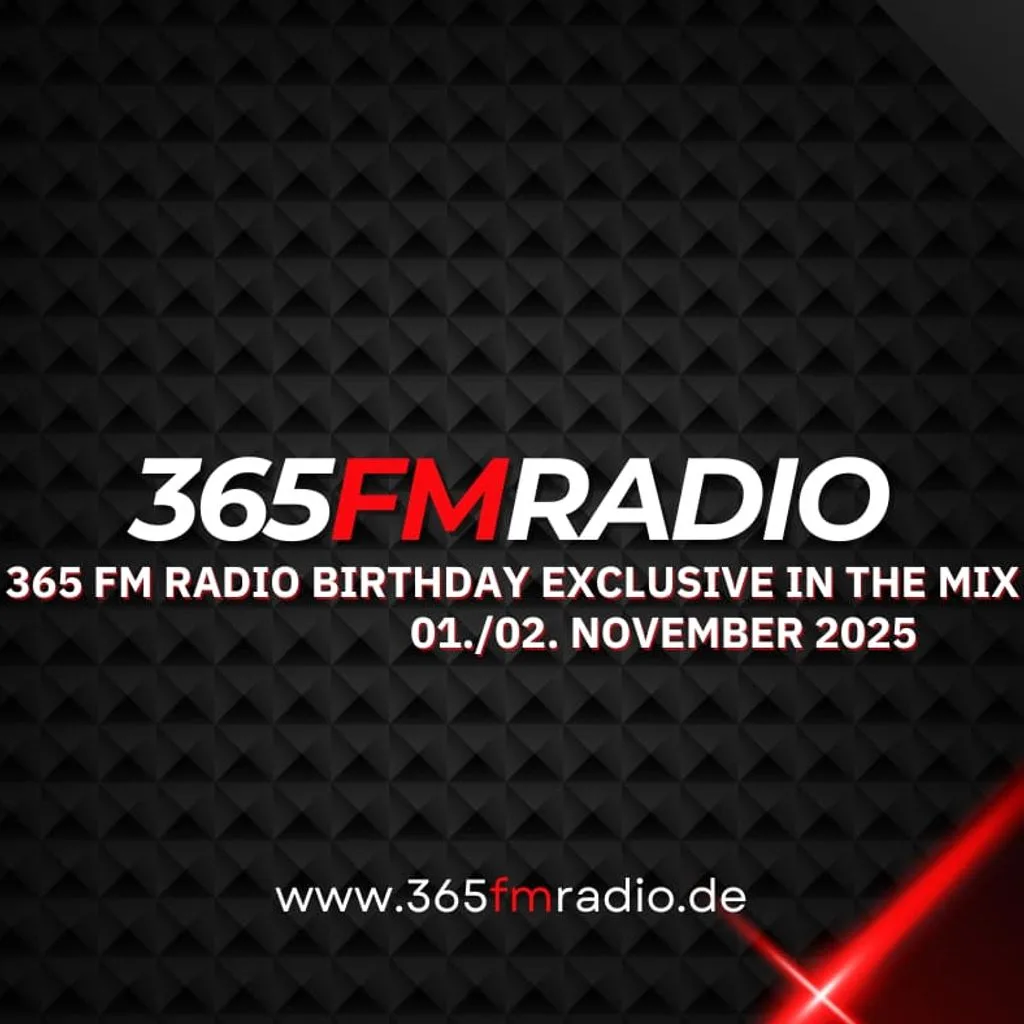 365FMRADIO
365 FM RADIO BIRTHDAY EXCLUSIVE IN THE MIX
01./02. NOVEMBER 2025
www.365fmradio.de